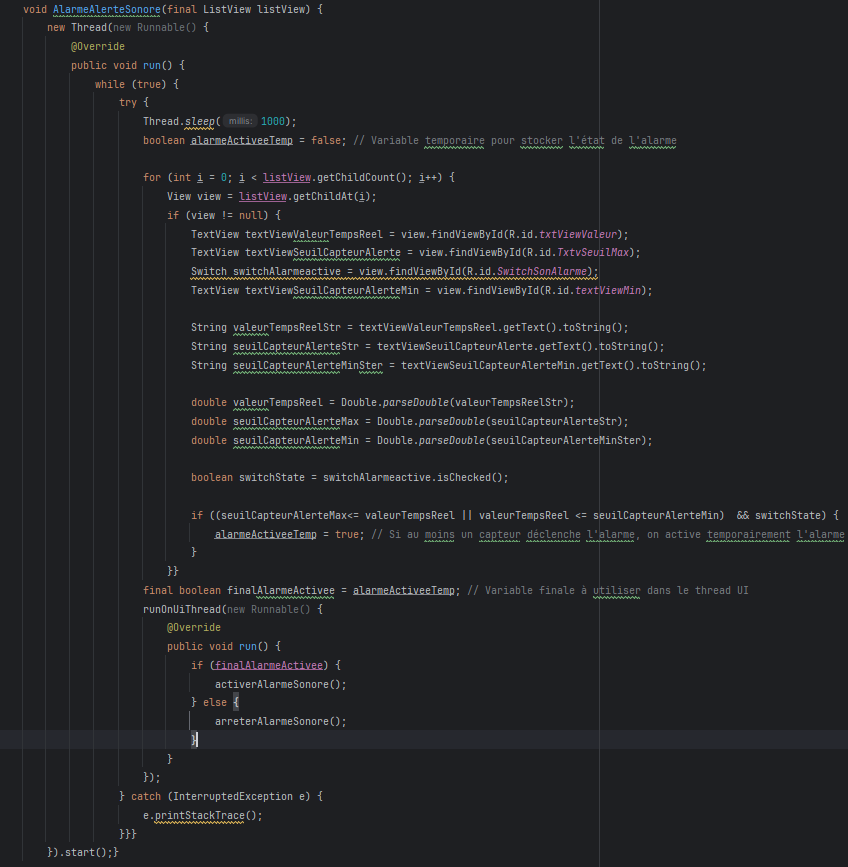 void AlarmeAlerteSonore(final ListView listView) {
new Thread(new Runnable() {
@Override
public void run() {
while (true) {
try {
Thread.sleep( millis: 1000);
boolean alarmeActiveeTemp = false; // Variable temporaire pour stocker l'état de l'alarme
for (int i = 0; i < listView.getChildCount(); i++) {
View view = listView.getChildAt(i);
if (view != null) {
TextView textViewValeurTempsReel = view.findViewById(R.id.txtViewValeur);
TextView textViewSeuilCapteurAlerte = view.findViewById(R.id.TxtvSeuilMax);
Switch switchAlarmeactive = view.findViewById(R.id.SwitchSonAlarme);
TextView textViewSeuilCapteurAlerteMin = view.findViewById(R.id.textViewMin);
String valeurTempsReelStr = textViewValeurTempsReel.getText().toString();
String seuilCapteurAlerteStr = textViewSeuilCapteurAlerte.getText().toString();
String seuilCapteurAlerteMinSter = textViewSeuilCapteurAlerteMin.getText().toString();
double valeurTempsReel = Double.parseDouble(valeurTempsReelStr);
double seuilCapteurAlerteMax = Double.parseDouble(seuilCapteurAlerteStr);
double seuilCapteurAlerteMin = Double.parseDouble(seuilCapteurAlerteMinSter);
boolean switchState = switchAlarmeactive.isChecked();
if ((seuilCapteurAlerteMax<= valeurTempsReel || valeurTempsReel <= seuilCapteurAlerteMin)  && switchState) {
alarmeActiveeTemp = true; // Si au moins un capteur déclenche l'alarme, on active temporairement l'alarme
}
}}
final boolean finalAlarmeActivee = alarmeActiveeTemp; // Variable finale à utiliser dans le thread UI
runOnUiThread(new Runnable() {
@Override
public void run() {
if (finalAlarmeActivee) {
activerAlarmeSonore();
} else {
arreterAlarmeSonore();
}
}
});
} catch (InterruptedException e) {
e.printStackTrace();
}}}
}).start();}